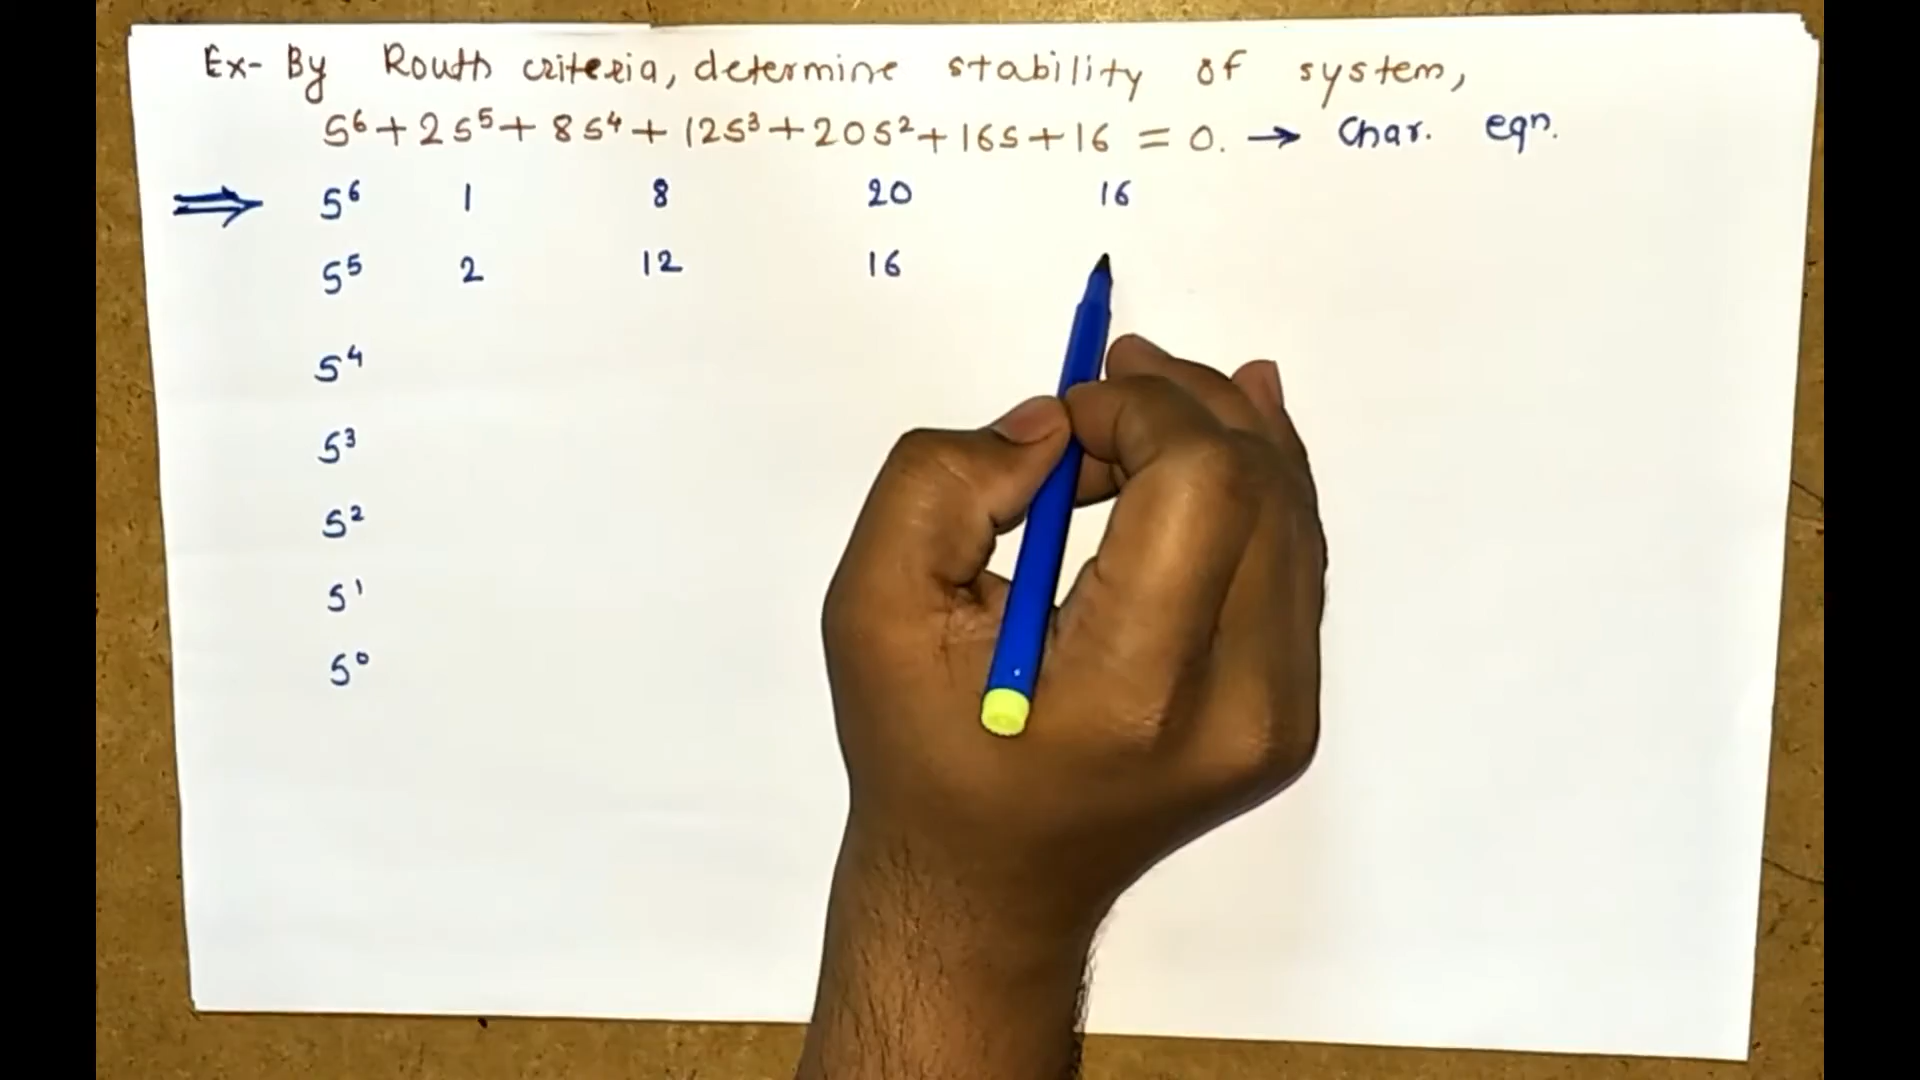 Ex- By Routh criteria, determine stability of system,
S⁶ + 2S⁵ + 8S⁴ + 12S³ + 20S² + 16S + 16 = 0. → Char. eqn.
⇒ S⁶ 1 8 20 16
S⁵ 2 12 16
S⁴
S³
S²
S¹
S⁰